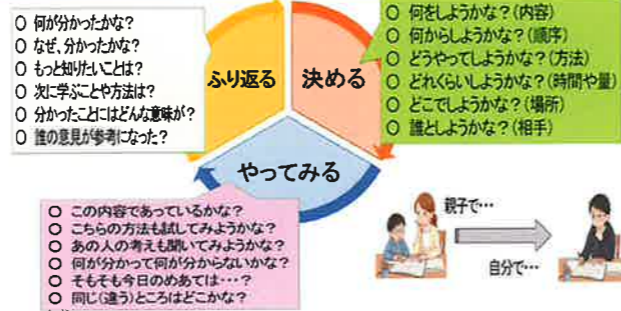 ○ 何が分かったかな？
○ なぜ、分かったかな？
○ もっと知りたいことは？
○ 次に学ぶことや方法は？
○ 分かったことにはどんな意味が？
○ 誰の意見が参考になった？
ふり返る
決める
○ 何をしようかな？(内容)
○ 何からしようかな？(順序)
○ どうやってしようかな？(方法)
○ どれくらいしようかな？(時間や量)
○ どこでしようかな？(場所)
○ 誰としようかな？(相手)
やってみる
○ この内容であっているかな？
○ こちらの方法も試してみようかな？
○ あの人の考えも聞いてみようかな？
○ 何が分かって何が分からないかな？
○ そもそも今日のめあては…？
○ 同じ(違う)ところはどこかな？
親子で…
自分で…